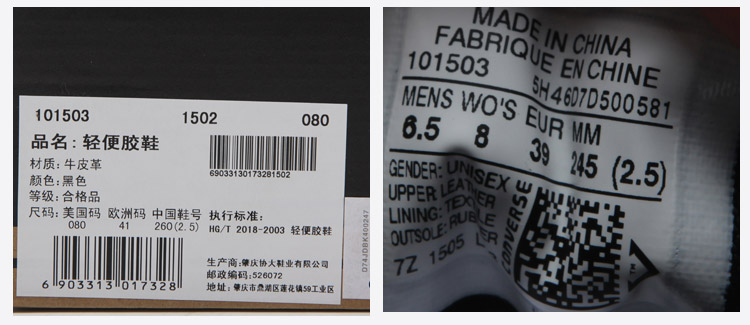 101503 1502 080
品名: 轻便胶鞋
材质: 牛皮革
颜色: 黑色
等级: 合格品
尺码: 美国码 欧洲码 中国鞋号
080 41 260(2.5)
6 903313 017328
69033130173281502
执行标准:
HG/T 2018-2003 轻便胶鞋
生产商: 肇庆协大鞋业有限公司
邮政编码: 526072
地址: 肇庆市鼎湖区莲花镇59工业区
074JDBK400247
MADE IN CHINA
FABRIQUE EN CHINE
101503 5H46D7D500581
MENS WO'S EUR MM
6.5 8 39 245 (2.5)
GENDER: UNISEX
UPPER LEATHER
LINING: TEXTILE
OUTSOLE: RUBBER
7Z 1505
CONVERSE